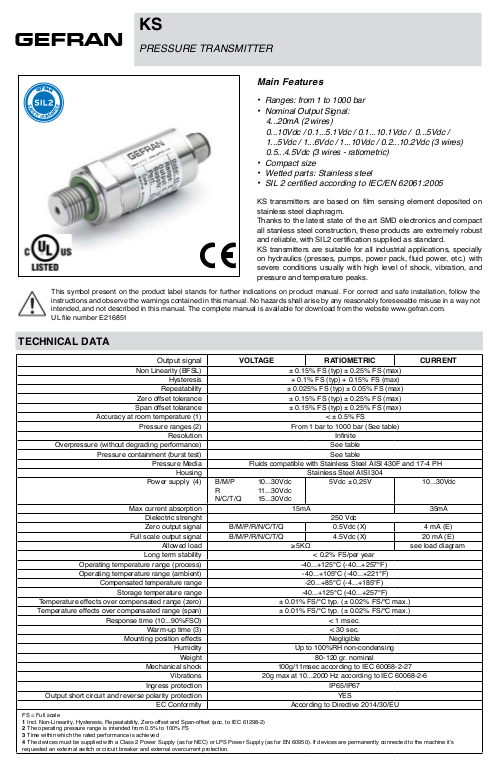 GEFRAN
KS
PRESSURE TRANSMITTER
SIL2
GEFRAN
C UL US
LISTED
CE
Main Features
• Ranges: from 1 to 1000 bar
• Nominal Output Signal:
4...20mA (2 wires)
0...10Vdc / 0.1...5.1Vdc / 0.1...10.1Vdc / 0...5Vdc /
1...5Vdc / 1...6Vdc / 1...10Vdc / 0.2...10.2Vdc (3 wires)
0.5...4.5Vdc (3 wires - ratiometric)
• Compact size
• Wetted parts: Stainless steel
• SIL 2 certified according to IEC/EN 62061:2005
KS transmitters are based on film sensing element deposited on
stainless steel diaphragm.
Thanks to the latest state of the art SMD electronics and compact
all stanless steel construction, these products are extremely robust
and reliable, with SIL2 certification supplied as standard.
KS transmitters are suitable for all industrial applications, specially
on hydraulics (presses, pumps, power pack, fluid power, etc.) with
severe conditions usually with high level of shock, vibration, and
pressure and temperature peaks.
This symbol present on the product label stands for further indications on product manual. For correct and safe installation, follow the
instructions and observe the warnings contained in this manual. No hazards shall arise by any reasonably foreseeable misuse in a way not
intended, and not described in this manual. The complete manual is available for download from the website www.gefran.com.
UL file number E216851
TECHNICAL DATA
Output signal VOLTAGE RATIOMETRIC CURRENT
Non Linearity (BFSL) ± 0.15% FS (typ) ± 0.25% FS (max)
Hysteresis + 0.1% FS (typ) + 0.15% FS (max)
Repeatability ± 0.025% FS (typ) ± 0.05% FS (max)
Zero offset tolerance ± 0.15% FS (typ) ± 0.25% FS (max)
Span offset tolerance ± 0.15% FS (typ) ± 0.25% FS (max)
Accuracy at room temperature (1) < ± 0.5% FS
Pressure ranges (2) From 1 bar to 1000 bar (See table)
Resolution Infinite
Overpressure (without degrading performance) See table
Pressure containment (burst test) See table
Pressure Media Fluids compatible with Stainless Steel AISI 430F and 17-4 PH
Housing Stainless Steel AISI 304
Power supply (4) B/M/P 10...30Vdc 5Vdc ±0,25V 10...30Vdc
R 11...30Vdc
N/C/T/Q 15...30Vdc
Max current absorption 15mA 35mA
Dielectric strenght 250 Vdc
Zero output signal B/M/P/R/N/C/T/Q 0.5Vdc (X) 4 mA (E)
Full scale output signal B/M/P/R/N/C/T/Q 4.5Vdc (X) 20 mA (E)
Allowed load ≥5KΩ see load diagram
Long term stability < 0.2% FS/per year
Operating temperature range (process) -40...+125°C (-40...+257°F)
Operating temperature range (ambient) -40...+105°C (-40...+221°F)
Compensated temperature range -20...+85°C (-4...+185°F)
Storage temperature range -40...+125°C (-40...+257°F)
Temperature effects over compensated range (zero) ± 0.01% FS/°C typ. (± 0.02% FS/°C max.)
Temperature effects over compensated range (span) ± 0.01% FS/°C typ. (± 0.02% FS/°C max.)
Response time (10...90%FSO) < 1 msec.
Warm-up time (3) < 30 sec.
Mounting position effects Negligible
Humidity Up to 100%RH non-condensing
Weight 80-120 gr. nominal
Mechanical shock 100g/11msec according to IEC 60068-2-27
Vibrations 20g max at 10...2000 Hz according to IEC 60068-2-6
Ingress protection IP65/IP67
Output short circuit and reverse polarity protection YES
EC Conformity According to Directive 2014/30/EU
FS = Full scale
1 Incl. Non-Linearity, Hysteresis, Repeatability, Zero-offset and Span-offset (acc. to IEC 61298-2)
2 The operating pressure range is intended from 0.5% to 100% FS
3 Time within which the rated performance is achieved
4 The devices must be supplied with a Class 2 Power Supply (as for NEC) or LPS Power Supply (as for EN 60950). If devices are permanently connected to the machine it's
requested an external switch or circuit breaker and external overcurrent protection.